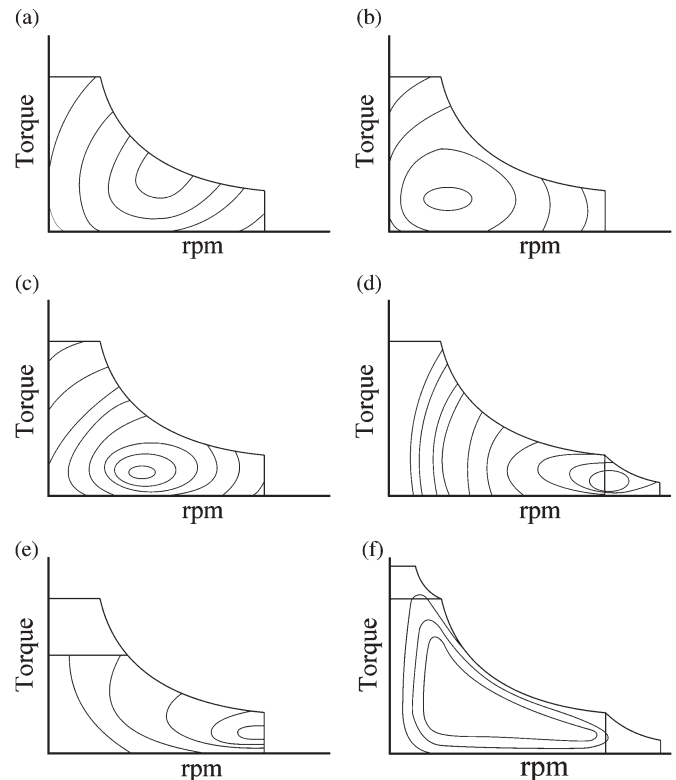 (a)
Torque
rpm
(b)
Torque
rpm
(c)
Torque
rpm
(d)
Torque
rpm
(e)
Torque
rpm
(f)
Torque
rpm